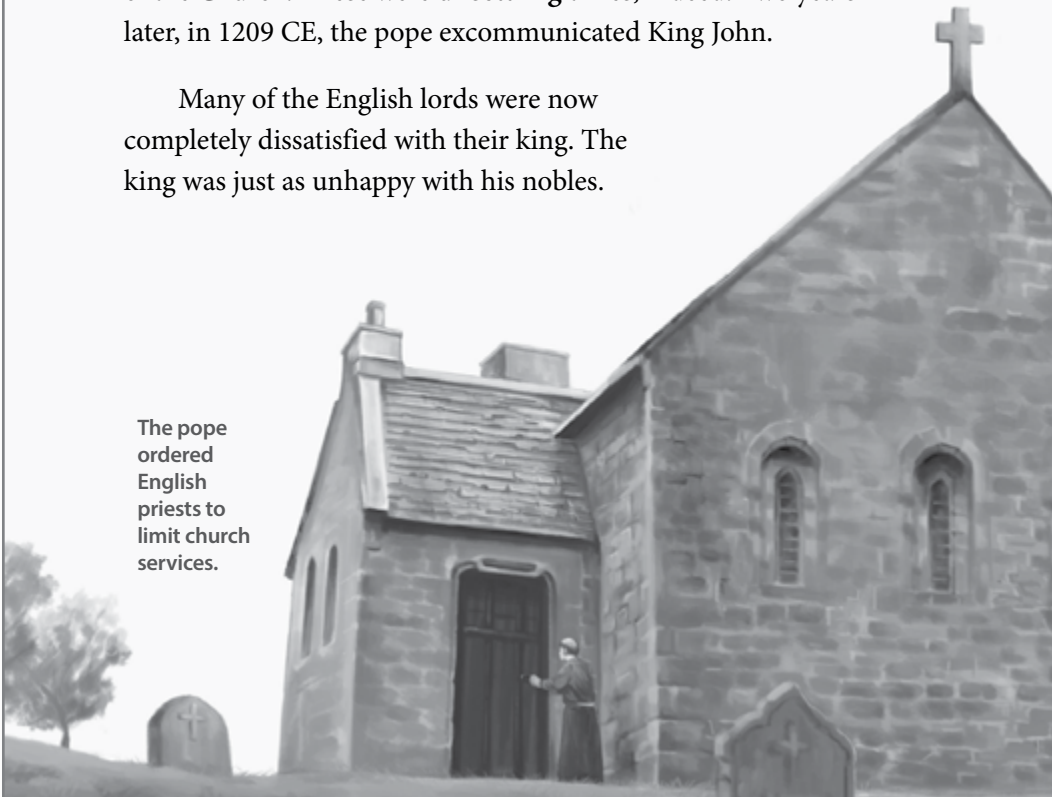 later, in 1209 CE, the pope excommunicated King John.
Many of the English lords were now
completely dissatisfied with their king. The
king was just as unhappy with his nobles.
The pope
ordered
English
priests to
limit church
services.